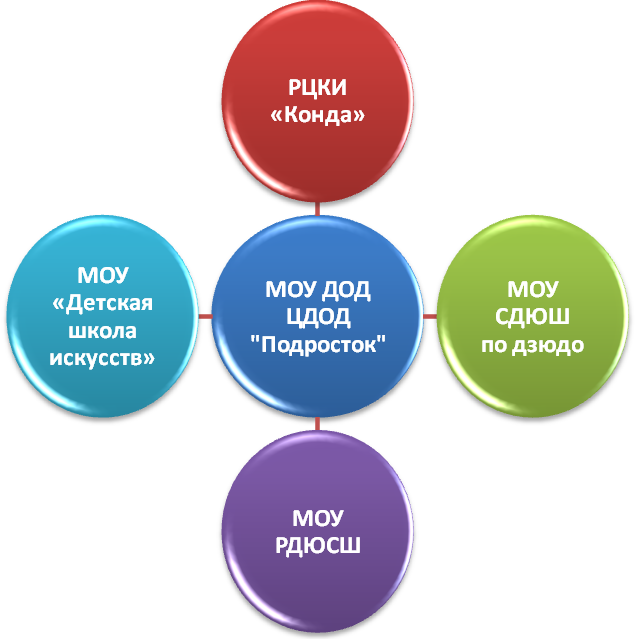 РЦКИ
«Конда»
МОУ
«Детская
школа
искусств»
МОУ ДОД
ЦДОД
"Подросток"
МОУ
СДЮШ
по дзюдо
МОУ
РДЮСШ